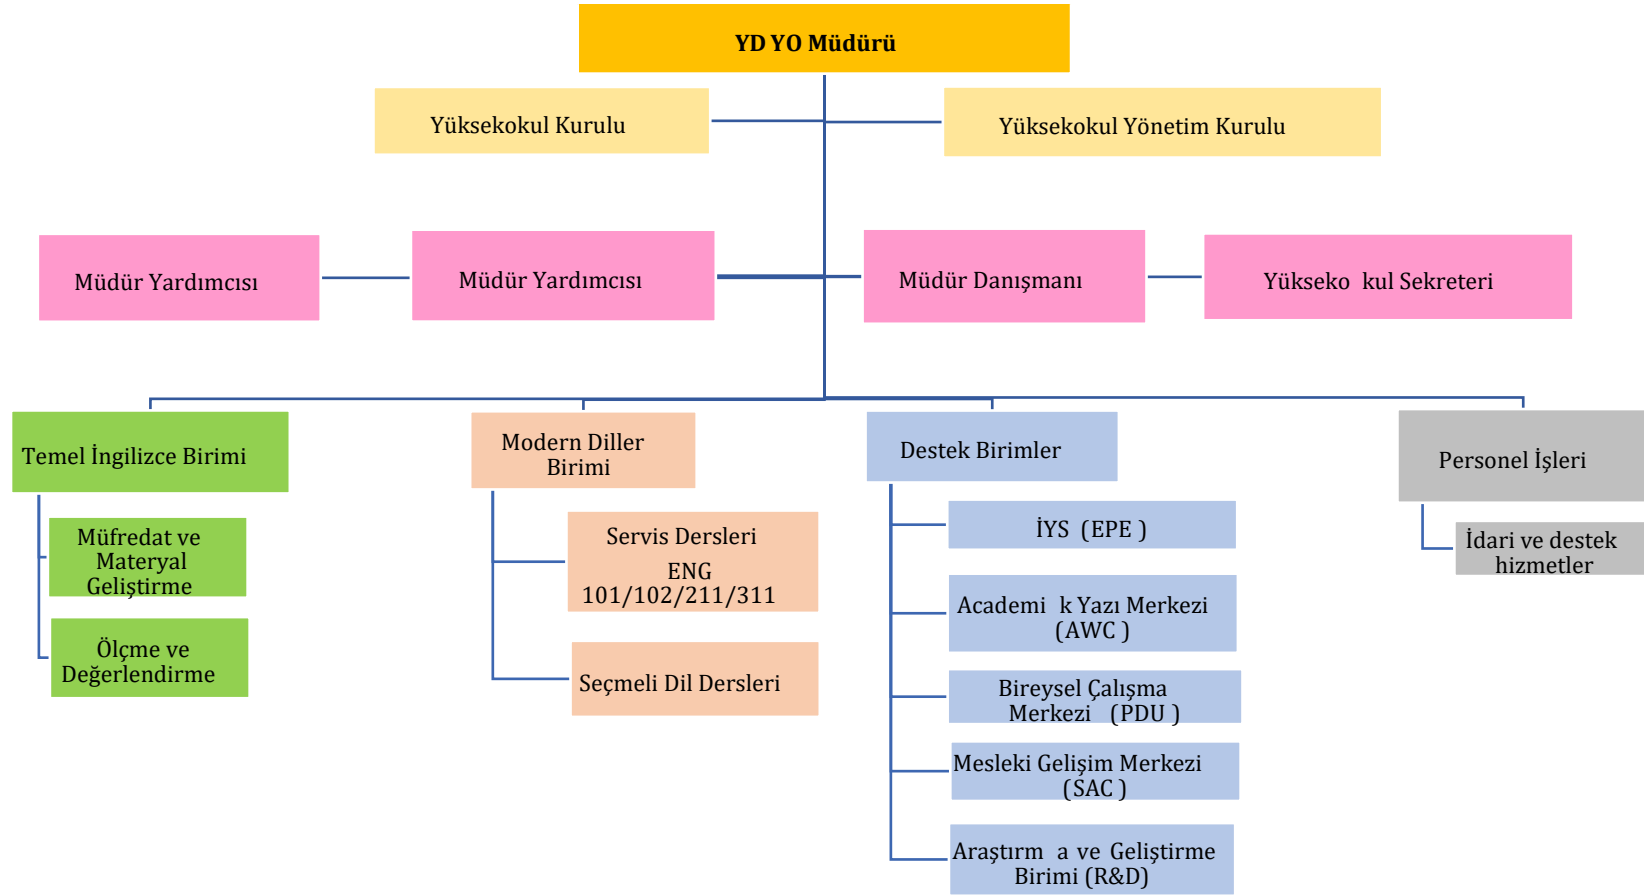 YD YO Müdürü
Yüksekokul Kurulu
Yüksekokul Yönetim Kurulu
Müdür Yardımcısı
Müdür Yardımcısı
Müdür Danışmanı
Yükseko kul Sekreteri
Temel İngilizce Birimi
Müfredat ve
Materyal
Geliştirme
Ölçme ve
Değerlendirme
Modern Diller
Birimi
Servis Dersleri
ENG
101/102/211/311
Seçmeli Dil Dersleri
Destek Birimler
İYS (EPE )
Academi k Yazı Merkezi
(AWC )
Bireysel Çalışma
Merkezi (PDU )
Mesleki Gelişim Merkezi
(SAC )
Araştırm a ve Geliştirme
Birimi (R&D)
Personel İşleri
İdari ve destek
hizmetler